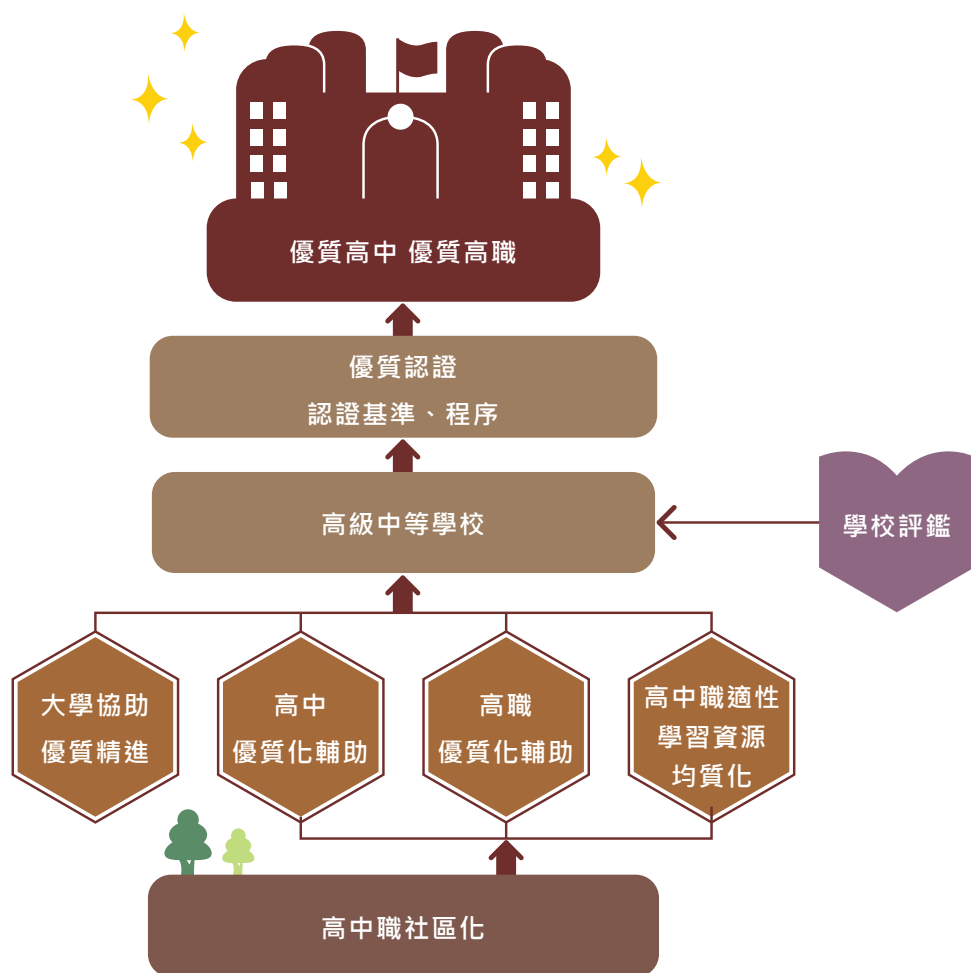 優質高中 優質高職
優質認證
認證基準、程序
高級中等學校
學校評鑑
大學協助
優質精進
高中
優質化輔助
高職
優質化輔助
高中職適性
學習資源
均質化
高中職社區化